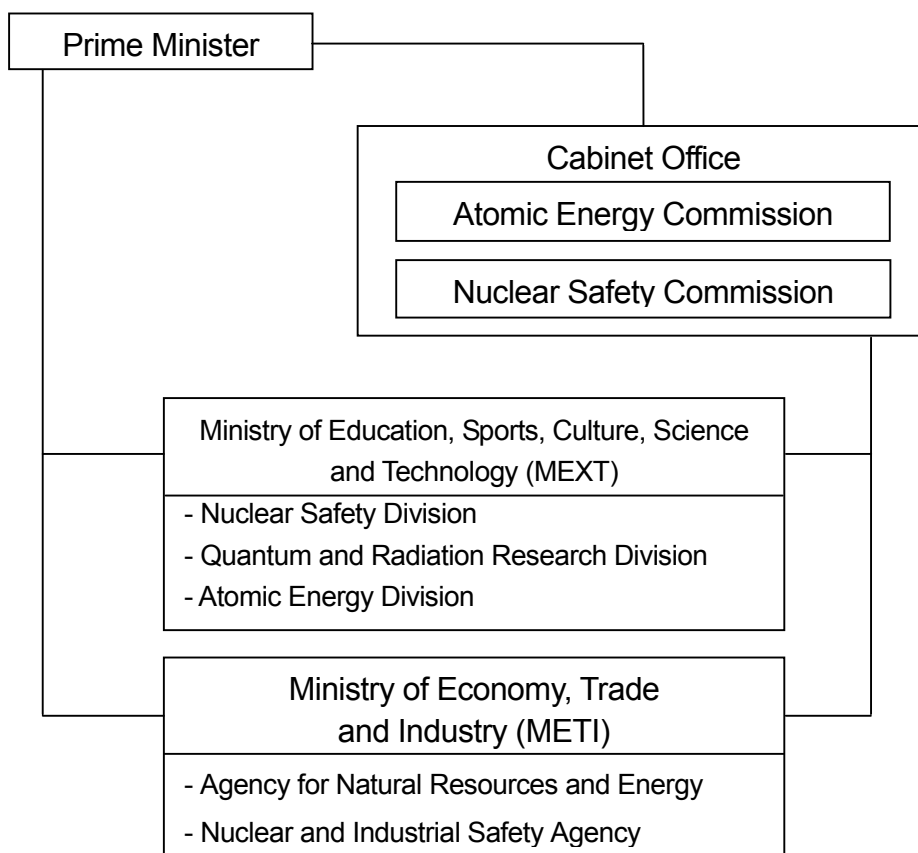 Prime Minister
Cabinet Office
Atomic Energy Commission
Nuclear Safety Commission
Ministry of Education, Sports, Culture, Science
and Technology (MEXT)
- Nuclear Safety Division
- Quantum and Radiation Research Division
- Atomic Energy Division
Ministry of Economy, Trade
and Industry (METI)
- Agency for Natural Resources and Energy
- Nuclear and Industrial Safety Agency